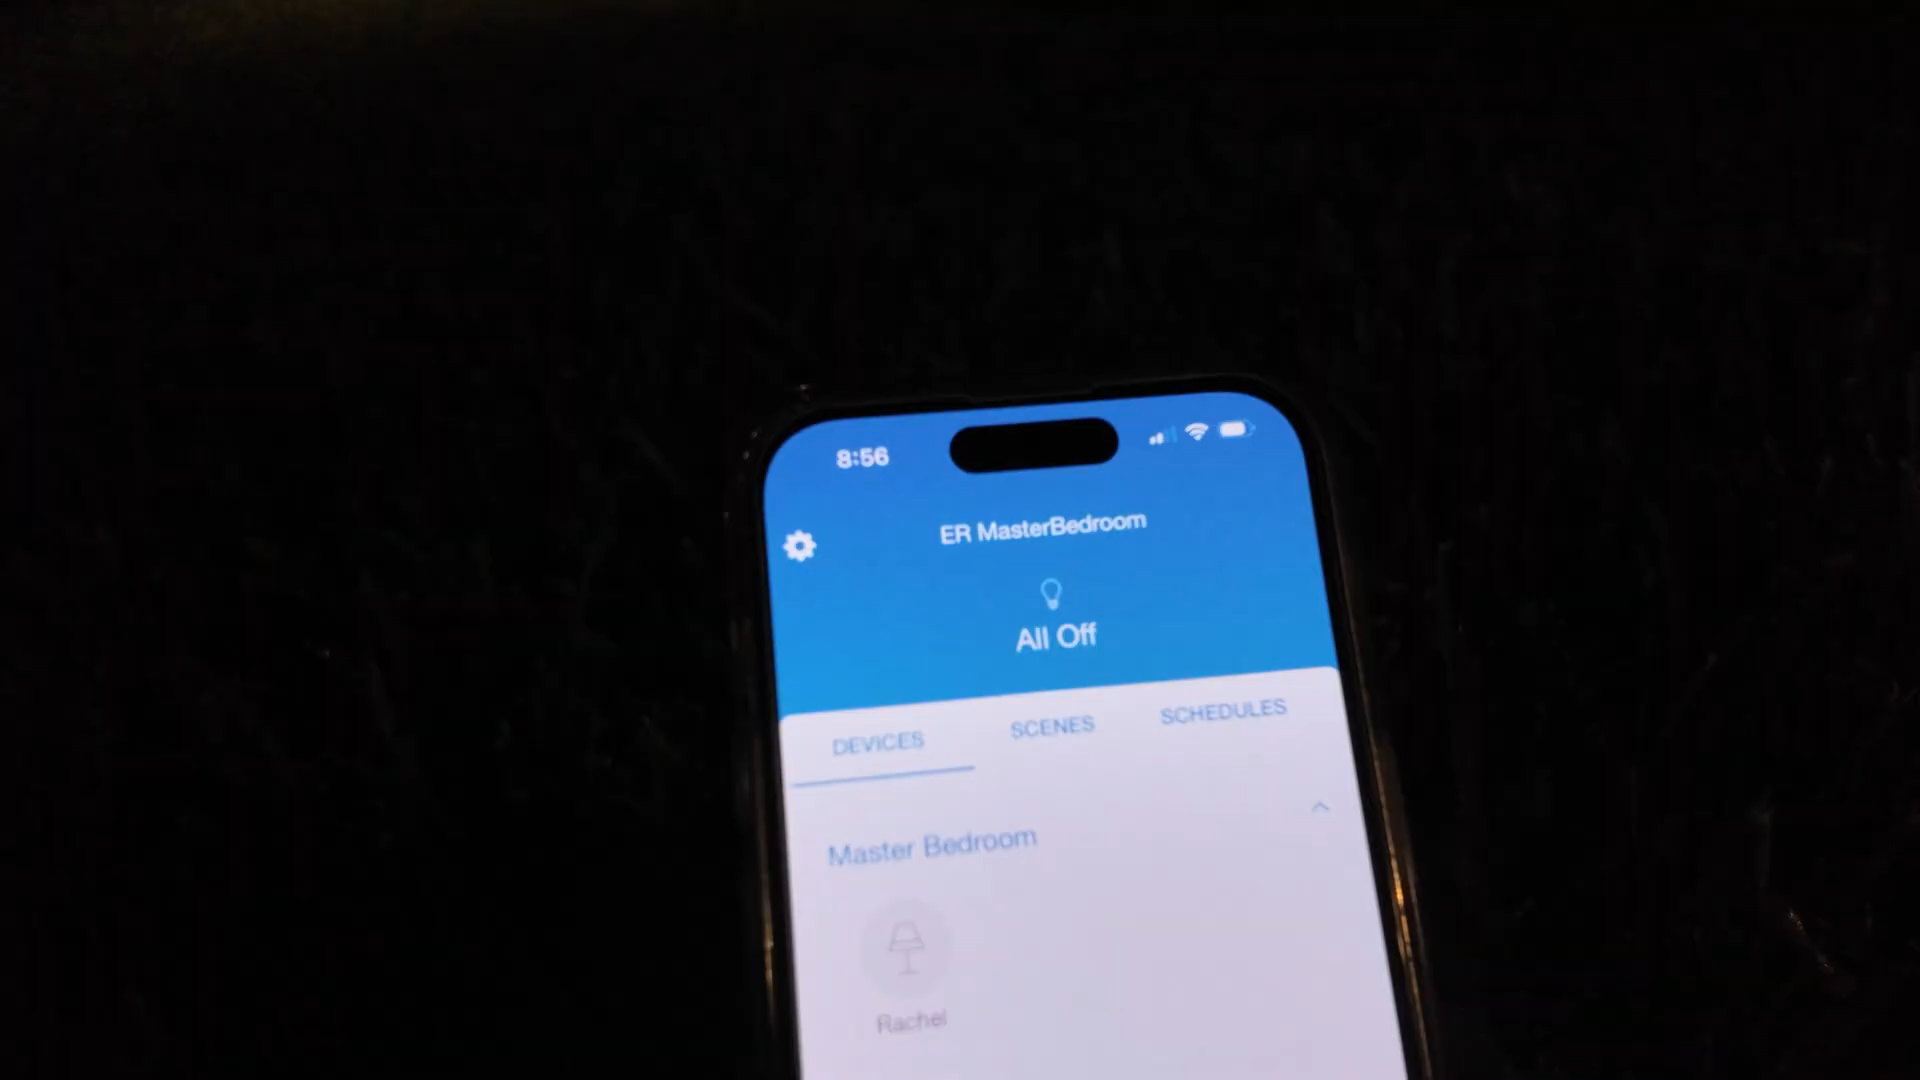 8:56
ER MasterBedroom
All Off
DEVICES SCENES SCHEDULES
Master Bedroom
Rachel